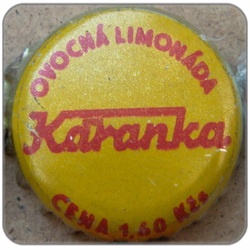 OVOCNÁ LIMONÁDA
Karanka
CENA 1,60 Kčs